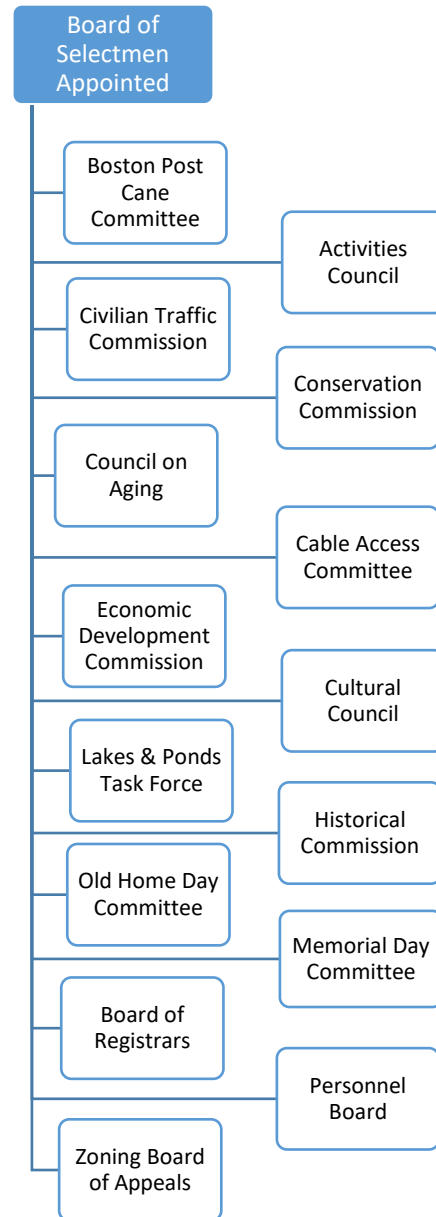 Board of
Selectmen
Appointed
Boston Post
Cane
Committee
Activities
Council
Civilian Traffic
Commission
Conservation
Commission
Council on
Aging
Cable Access
Committee
Economic
Development
Commission
Cultural
Council
Lakes & Ponds
Task Force
Historical
Commission
Old Home Day
Committee
Memorial Day
Committee
Board of
Registrars
Personnel
Board
Zoning Board
of Appeals